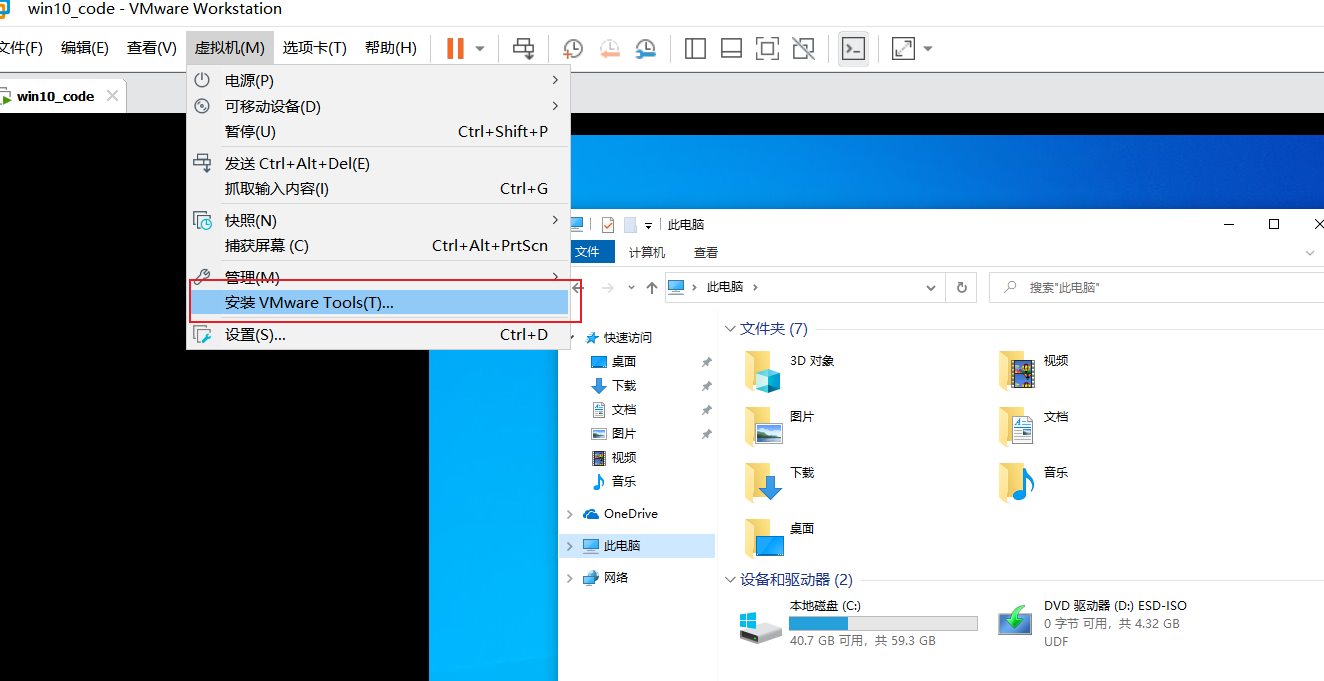 win10_code - VMware Workstation
文件(F) 编辑(E) 查看(V) 虚拟机(M) 选项卡(T) 帮助(H)
win10_code
电源(P)
可移动设备(D)
暂停(U) Ctrl+Shift+P
发送 Ctrl+Alt+Del(E)
抓取输入内容(I) Ctrl+G
快照(N)
捕获屏幕 (C) Ctrl+Alt+PrtScn
管理(M)
安装 VMware Tools(T)...
设置(S)... Ctrl+D
此电脑
文件 计算机 查看
此电脑
搜索"此电脑"
快速访问
桌面
下载
文档
图片
视频
音乐
OneDrive
此电脑
网络
文件夹 (7)
3D 对象
视频
图片
文档
下载
音乐
桌面
设备和驱动器 (2)
本地磁盘 (C:)
40.7 GB 可用，共 59.3 GB
DVD 驱动器 (D:) ESD-ISO
0 字节 可用，共 4.32 GB
UDF